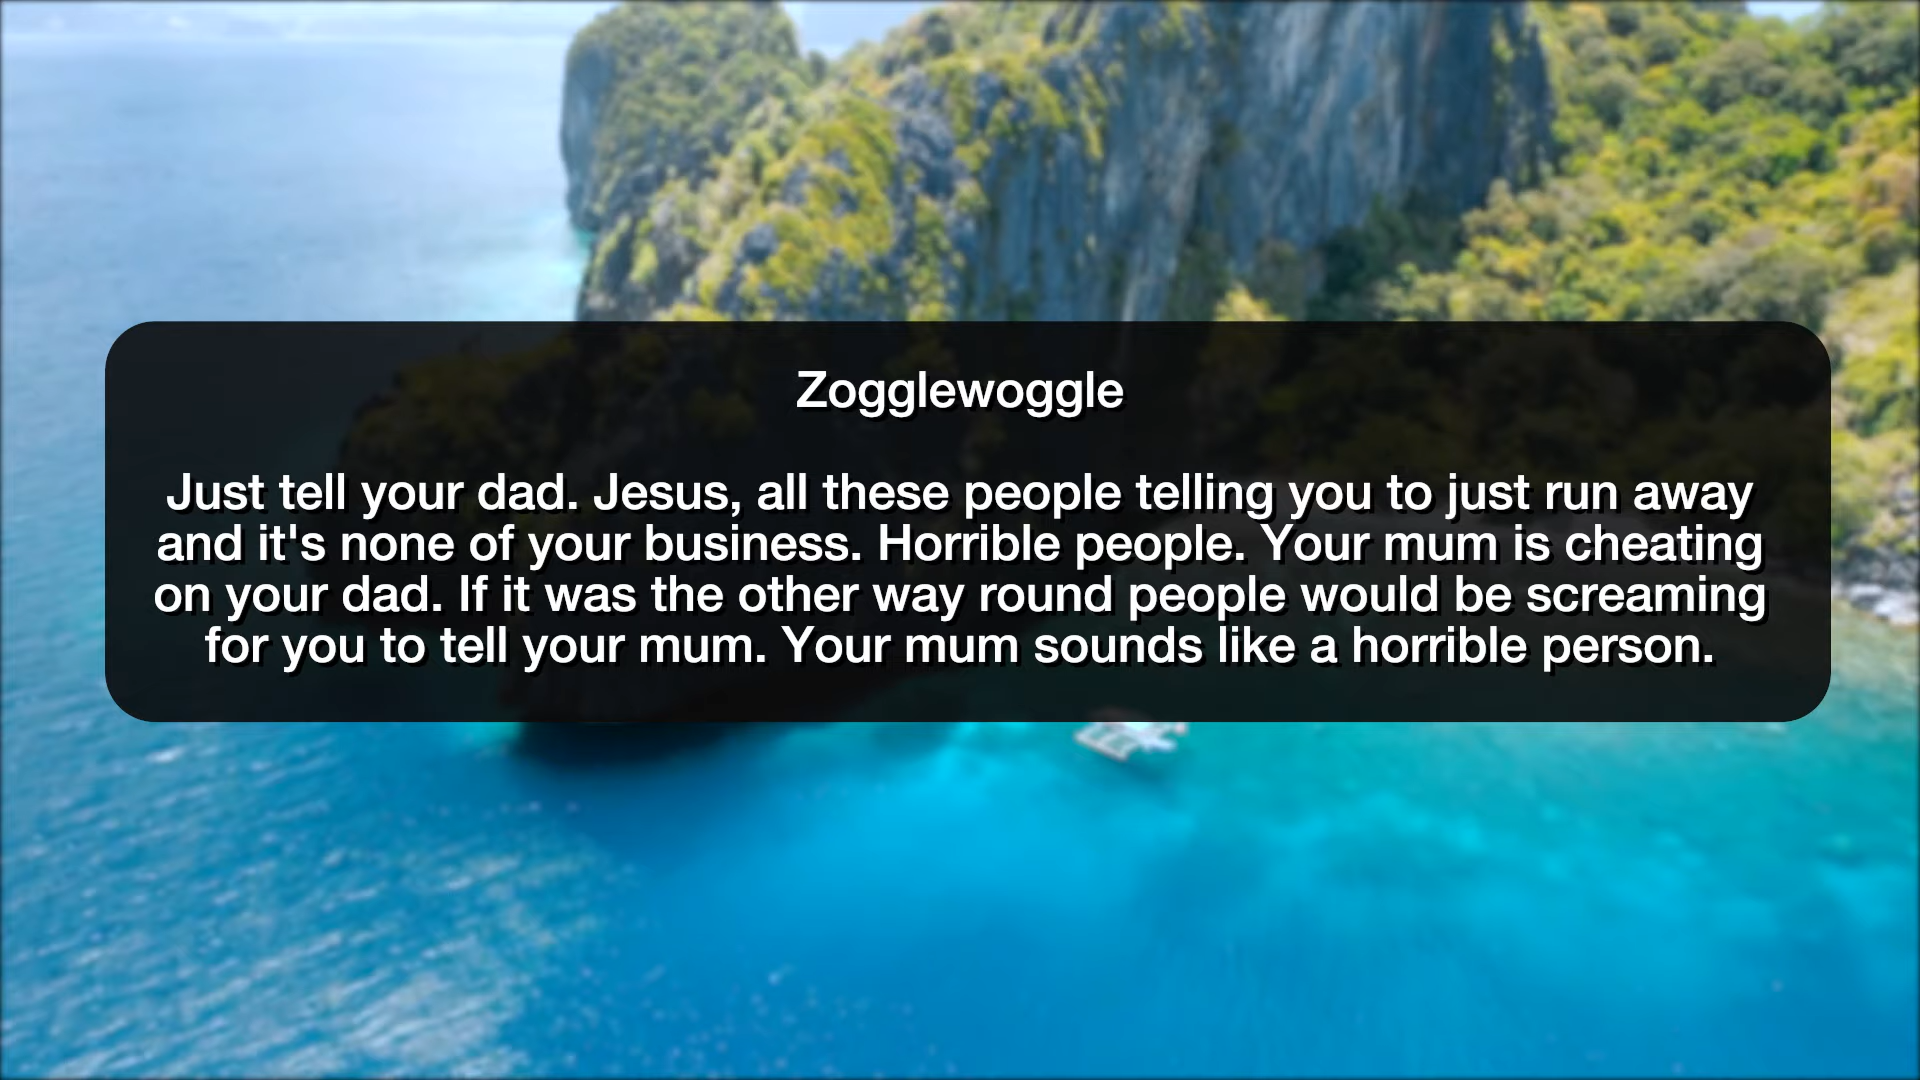 Zogglewoggle
Just tell your dad. Jesus, all these people telling you to just run away
and it's none of your business. Horrible people. Your mum is cheating
on your dad. If it was the other way round people would be screaming
for you to tell your mum. Your mum sounds like a horrible person.